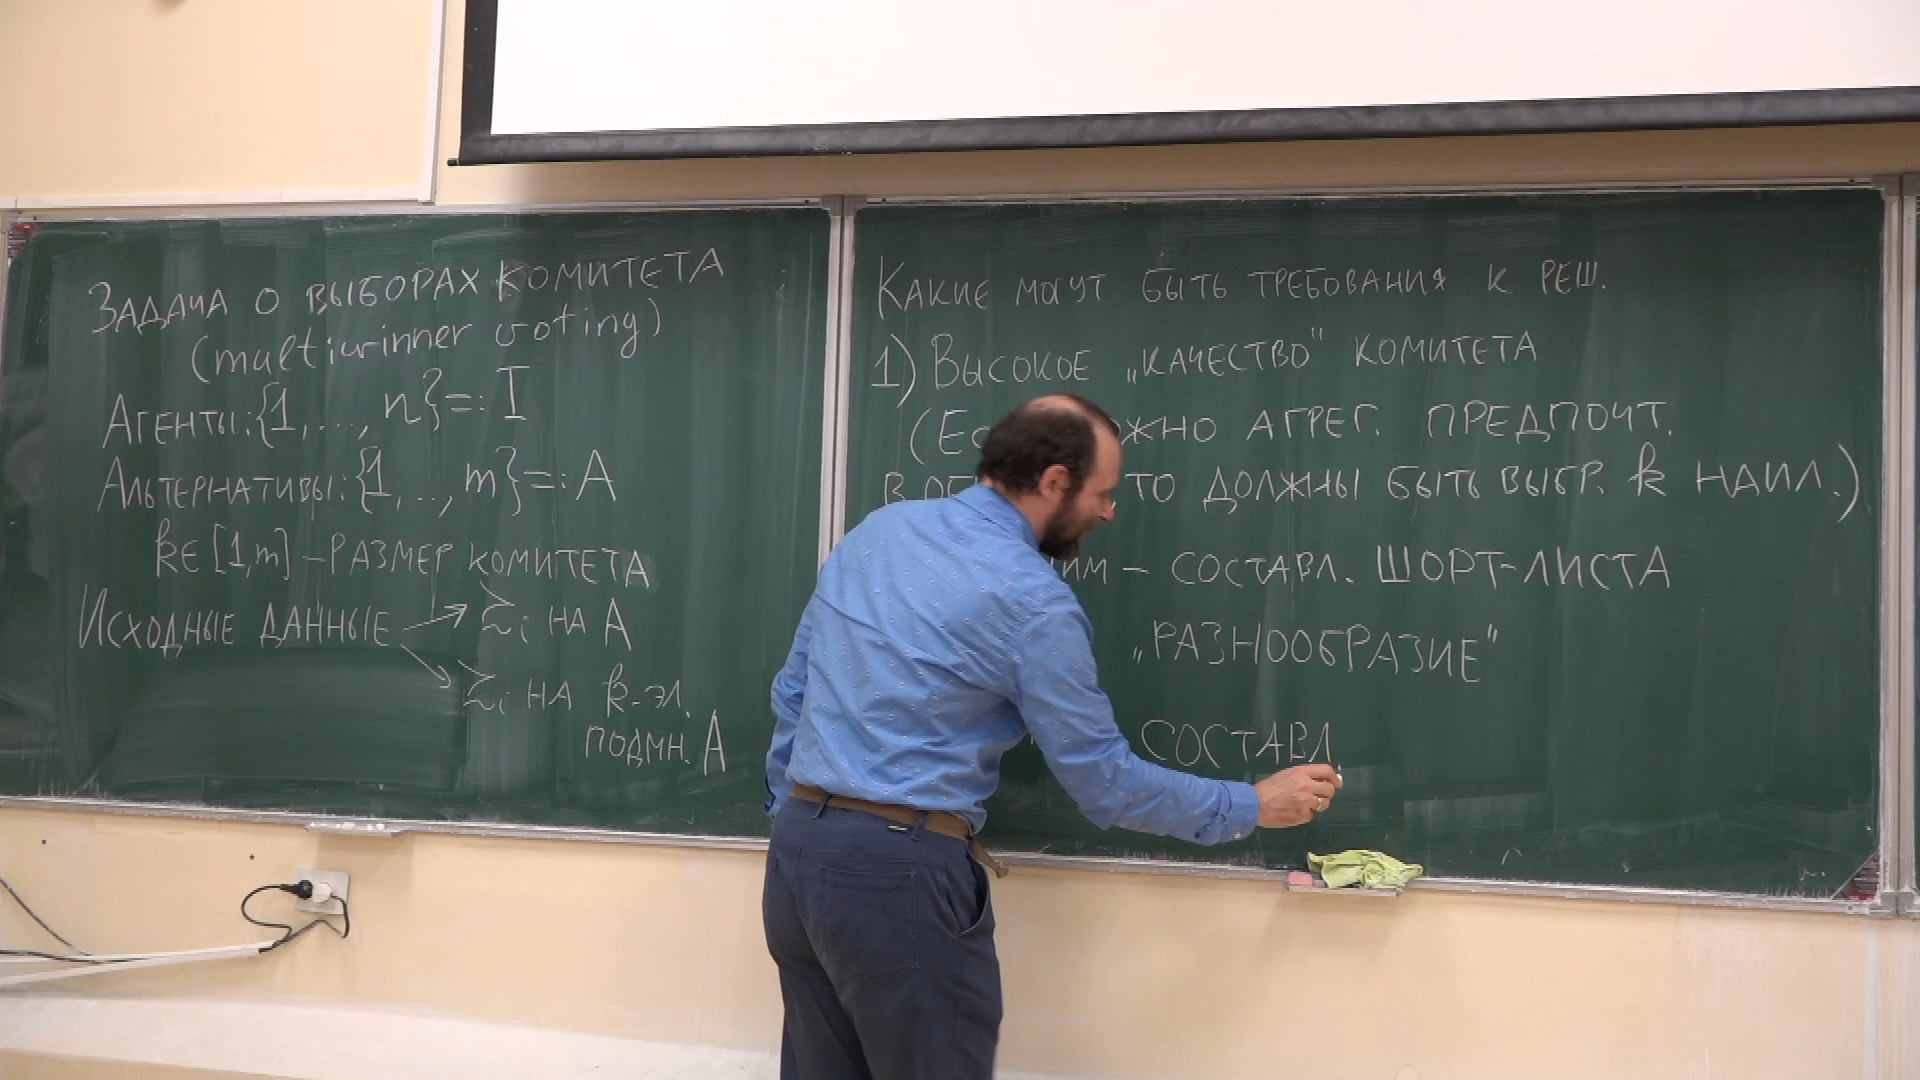 ЗАДАЧА О ВЫБОРАХ КОМИТЕТА
(multiwinner voting)
АГЕНТЫ: {1, ..., n} =: I
АЛЬТЕРНАТИВЫ: {1, .., m} =: A
k ∈ [1, m] – РАЗМЕР КОМИТЕТА
ИСХОДНЫЕ ДАННЫЕ → ≿i НА A
↘ ≿i НА k-ЭЛ.
ПОДМН. A
КАКИЕ МОГУТ БЫТЬ ТРЕБОВАНИЯ К РЕШ.
1) ВЫСОКОЕ „КАЧЕСТВО" КОМИТЕТА
АГРЕГ. ПРЕДПОЧТ.
ТО ДОЛЖНЫ БЫТЬ ВЫБР. k НАИЛ.)
– СОСТАВЛ. ШОРТ-ЛИСТА
„РАЗНООБРАЗИЕ"
СОСТАВЛ